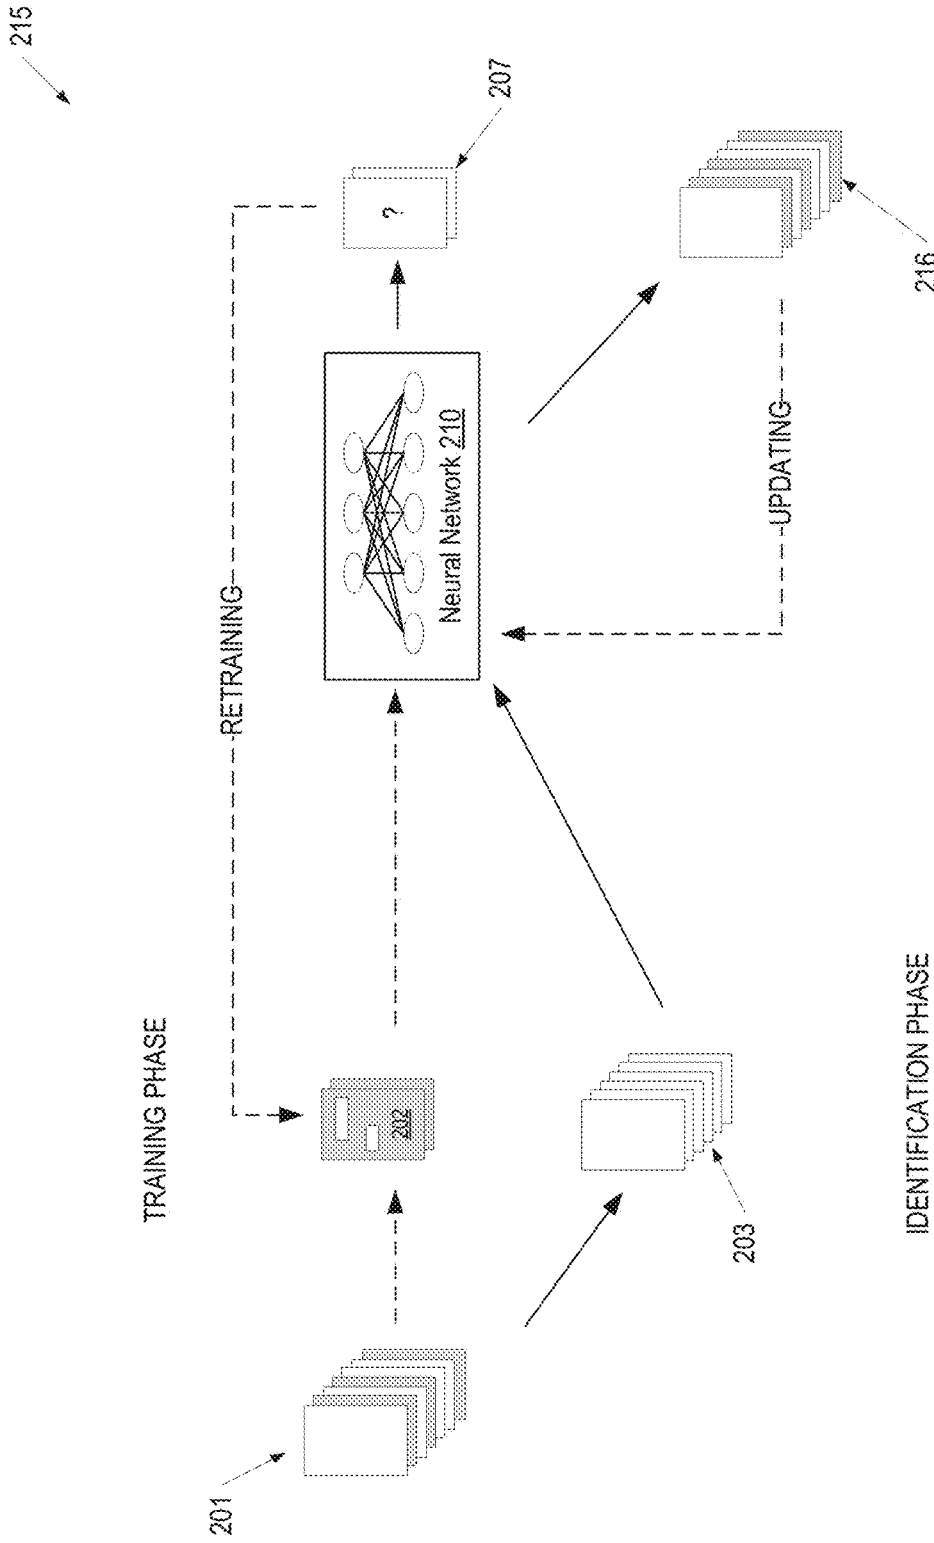 215
TRAINING PHASE
RETRAINING
201
202
Neural Network 210
?
207
203
UPDATING
216
IDENTIFICATION PHASE